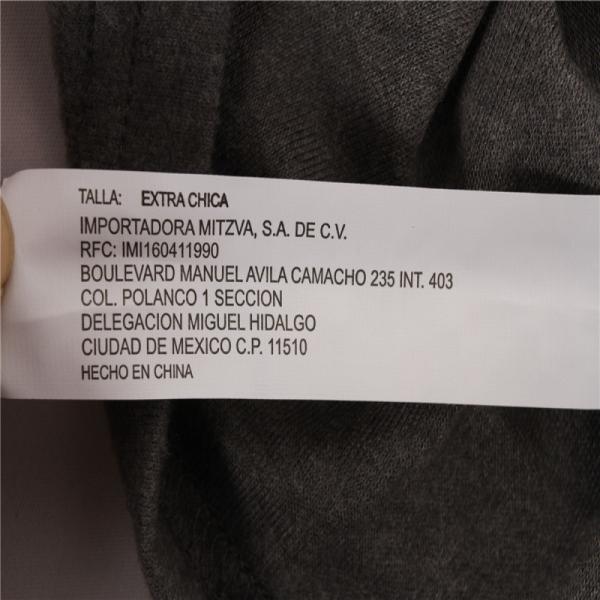 TALLA: EXTRA CHICA
IMPORTADORA MITZVA, S.A. DE C.V.
RFC: IMI160411990
BOULEVARD MANUEL AVILA CAMACHO 235 INT. 403
COL. POLANCO 1 SECCION
DELEGACION MIGUEL HIDALGO
CIUDAD DE MEXICO C.P. 11510
HECHO EN CHINA